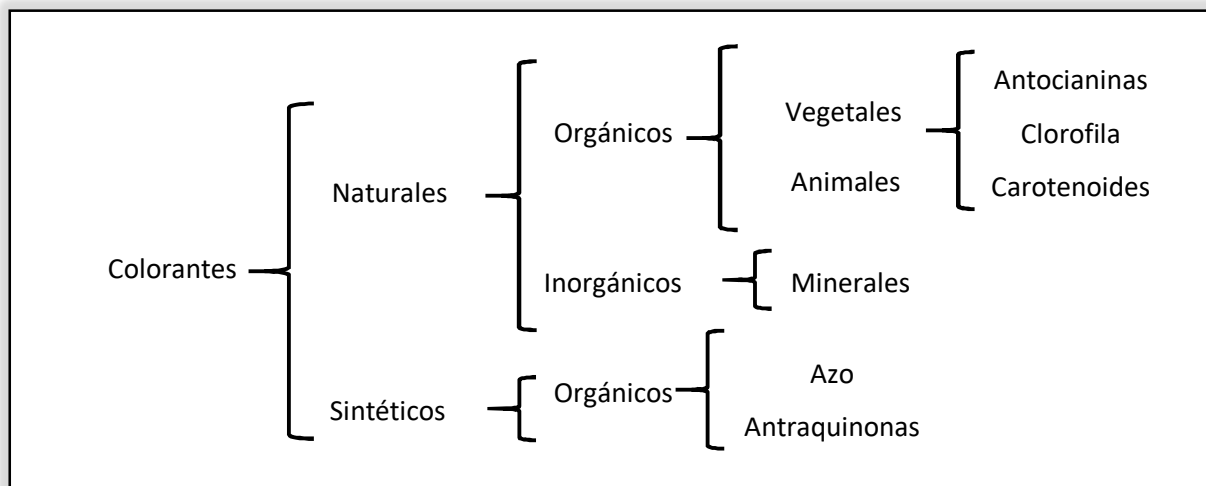 Colorantes
Naturales
Orgánicos
Vegetales
Antocianinas
Clorofila
Carotenoides
Animales
Inorgánicos
Minerales
Sintéticos
Orgánicos
Azo
Antraquinonas